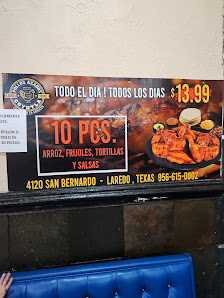 TODO EL DIA ! TODOS LOS DIAS $13.99
10 PCS.
ARROZ, FRIJOLES, TORTILLAS
Y SALSAS
4120 SAN BERNARDO - LAREDO, TEXAS 956-615-0002